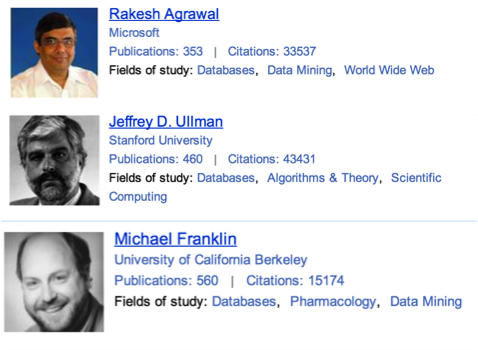 Rakesh Agrawal
Microsoft
Publications: 353 | Citations: 33537
Fields of study: Databases, Data Mining, World Wide Web
Jeffrey D. Ullman
Stanford University
Publications: 460 | Citations: 43431
Fields of study: Databases, Algorithms & Theory, Scientific
Computing
Michael Franklin
University of California Berkeley
Publications: 560 | Citations: 15174
Fields of study: Databases, Pharmacology, Data Mining